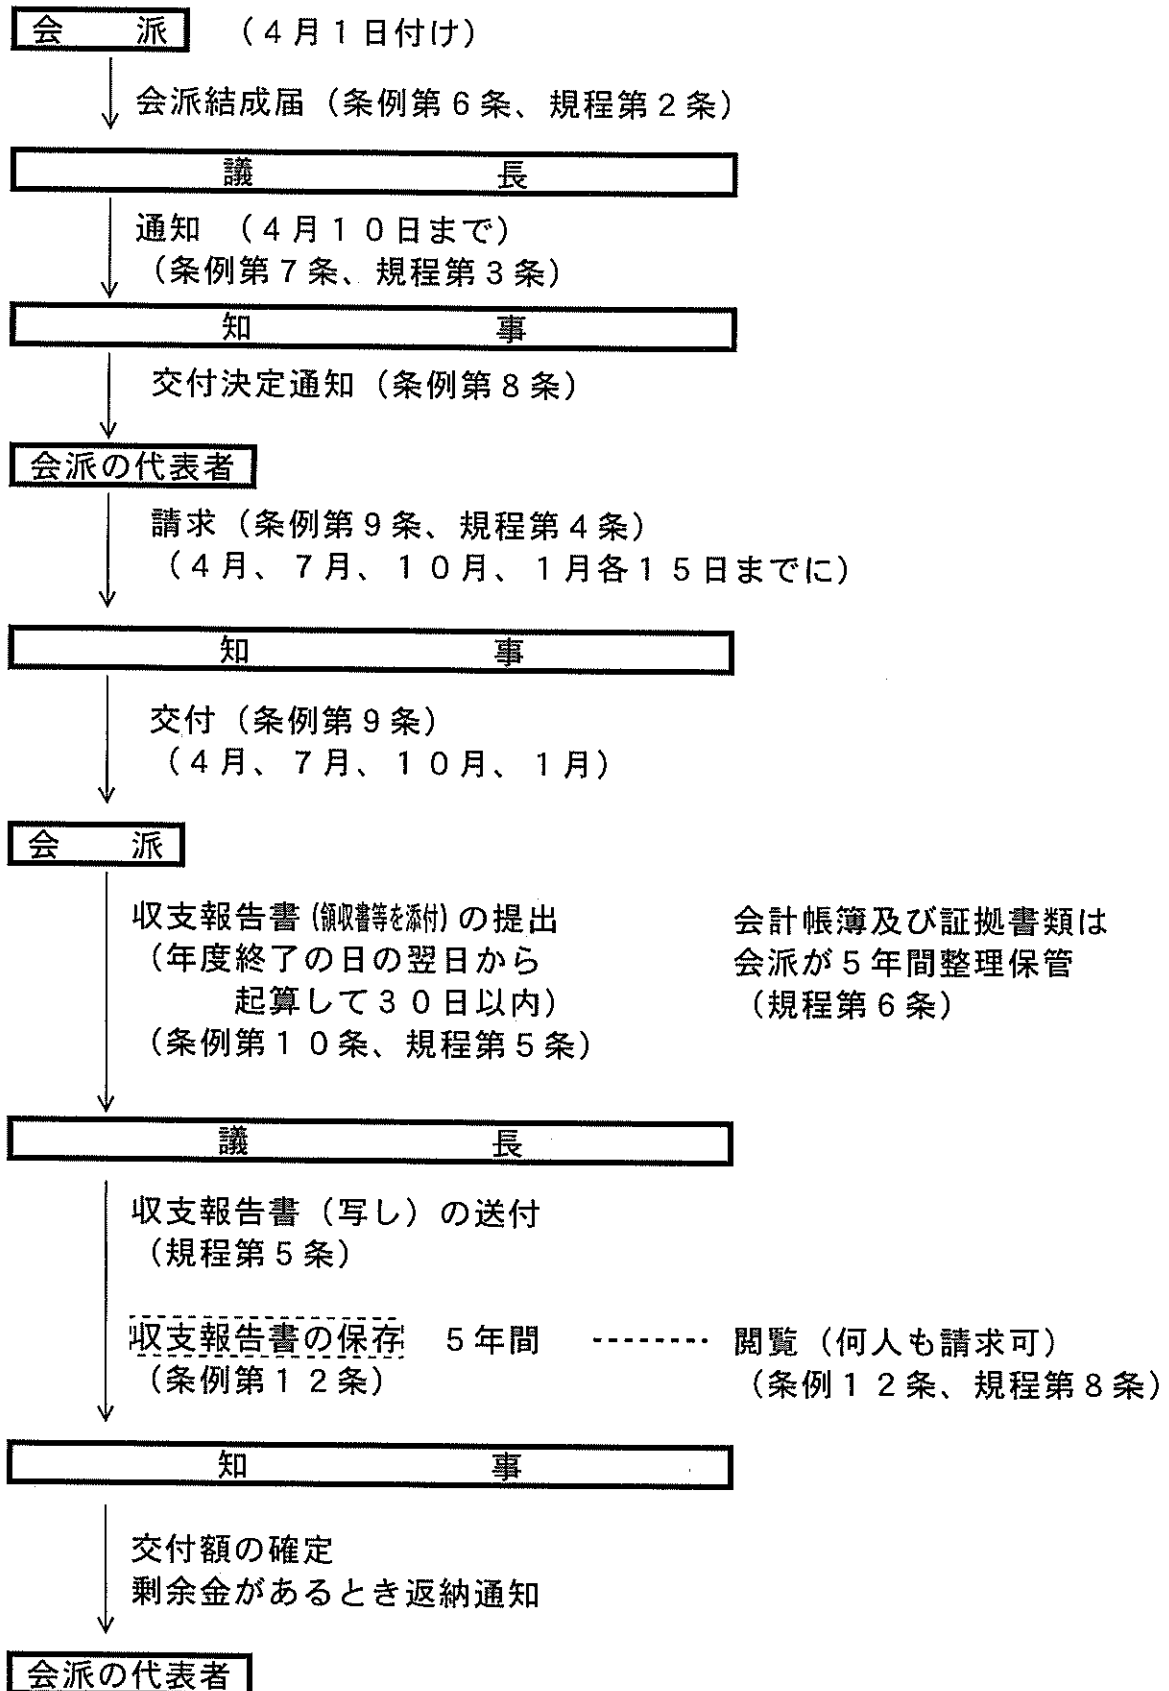 会　　派　（４月１日付け）
会派結成届（条例第６条、規程第２条）
議　　　　　　　長
通知　（４月１０日まで）
（条例第７条、規程第３条）
知　　　　　　　事
交付決定通知（条例第８条）
会派の代表者
請求（条例第９条、規程第４条）
（４月、７月、１０月、１月各１５日までに）
知　　　　　　　事
交付（条例第９条）
（４月、７月、１０月、１月）
会　　派
収支報告書（領収書等を添付）の提出
（年度終了の日の翌日から
起算して３０日以内）
（条例第１０条、規程第５条）
会計帳簿及び証拠書類は
会派が５年間整理保管
（規程第６条）
議　　　　　　　長
収支報告書（写し）の送付
（規程第５条）
収支報告書の保存　５年間　-------- 閲覧（何人も請求可）
（条例第１２条）　（条例１２条、規程第８条）
知　　　　　　　事
交付額の確定
剰余金があるとき返納通知
会派の代表者